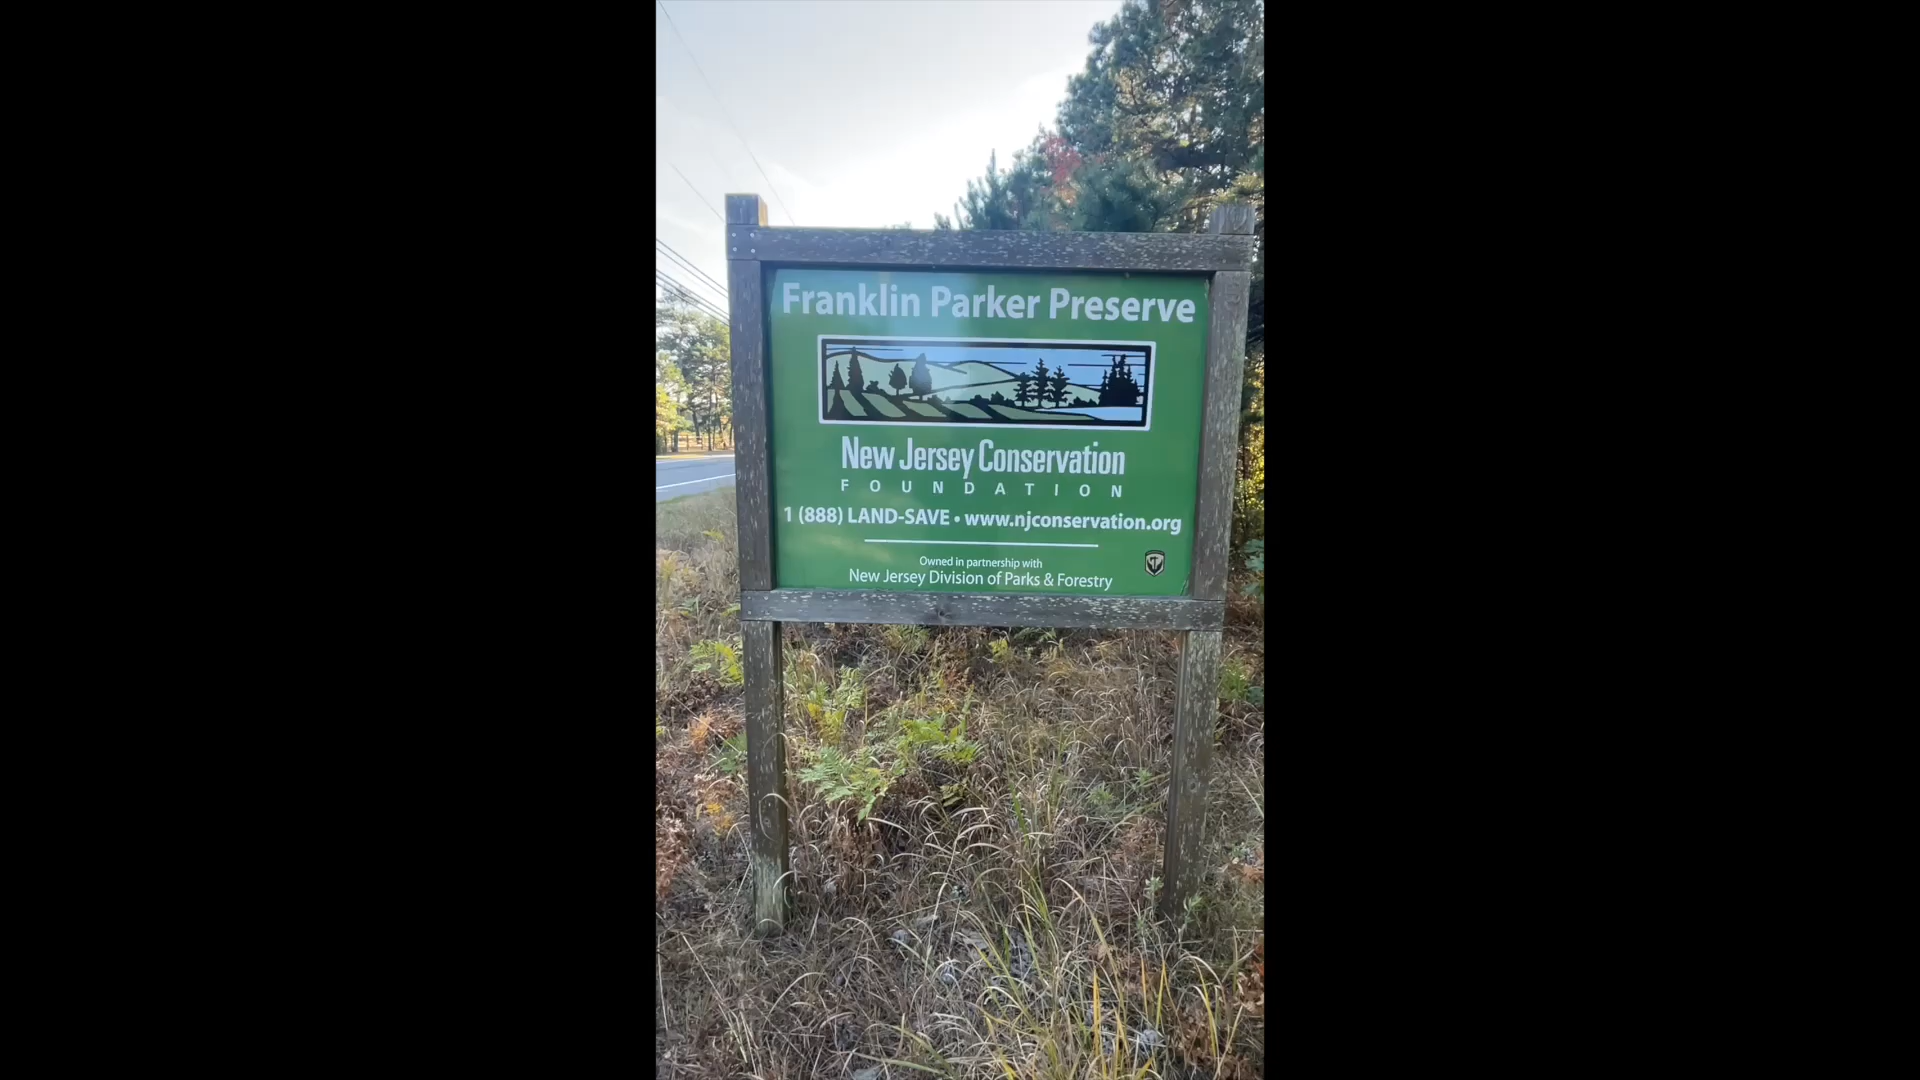 Franklin Parker Preserve
New Jersey Conservation
FOUNDATION
1 (888) LAND-SAVE • www.njconservation.org
Owned in partnership with
New Jersey Division of Parks & Forestry